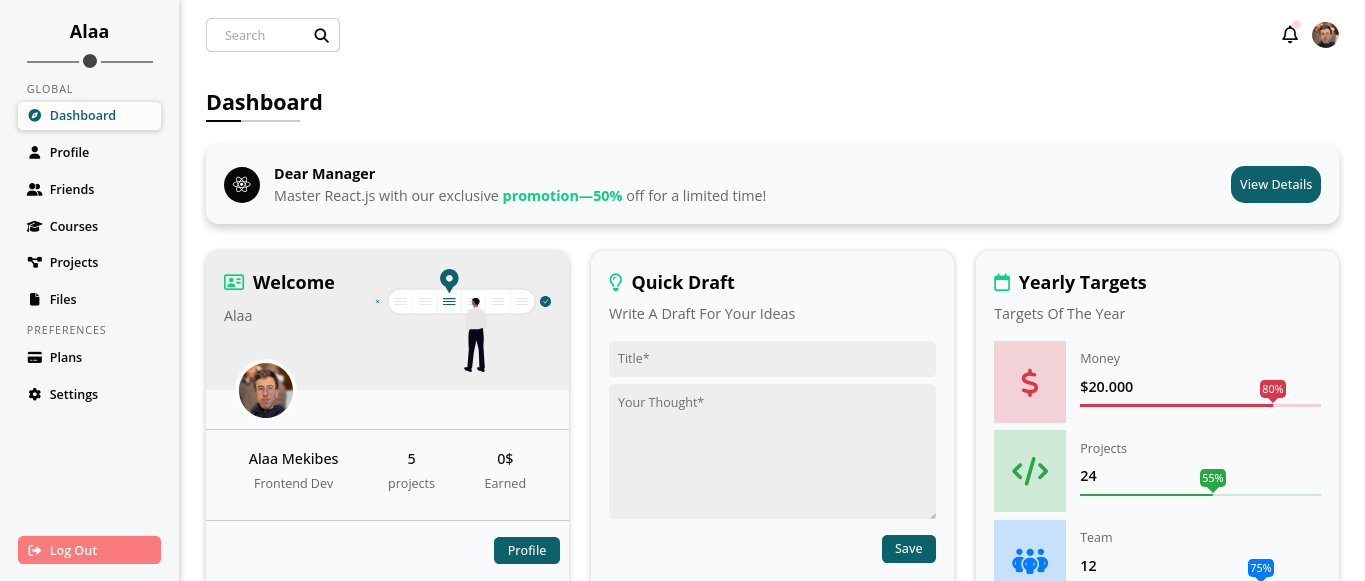 Alaa
GLOBAL
Dashboard
Profile
Friends
Courses
Projects
Files
PREFERENCES
Plans
Settings
Log Out
Search
Dashboard
Dear Manager
Master React.js with our exclusive promotion—50% off for a limited time!
View Details
Welcome
Alaa
Alaa Mekibes
Frontend Dev
5
projects
0$
Earned
Profile
Quick Draft
Write A Draft For Your Ideas
Title*
Your Thought*
Save
Yearly Targets
Targets Of The Year
Money
$20.000
80%
Projects
24
55%
Team
12
75%